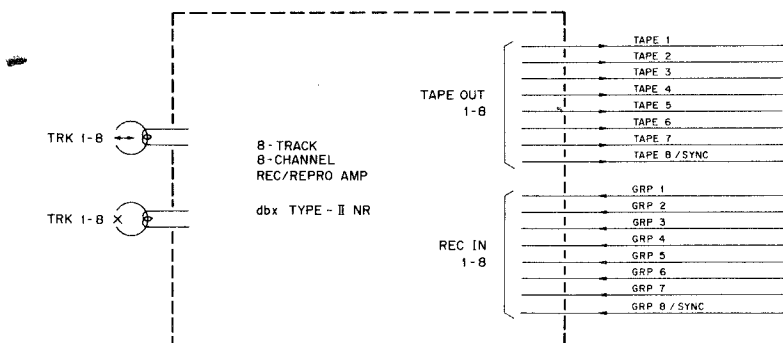 TRK 1-8
TRK 1-8
8-TRACK
8-CHANNEL
REC/REPRO AMP
dbx TYPE-II NR
TAPE OUT
1-8
TAPE 1
TAPE 2
TAPE 3
TAPE 4
TAPE 5
TAPE 6
TAPE 7
TAPE 8/SYNC
REC IN
1-8
GRP 1
GRP 2
GRP 3
GRP 4
GRP 5
GRP 6
GRP 7
GRP 8/SYNC